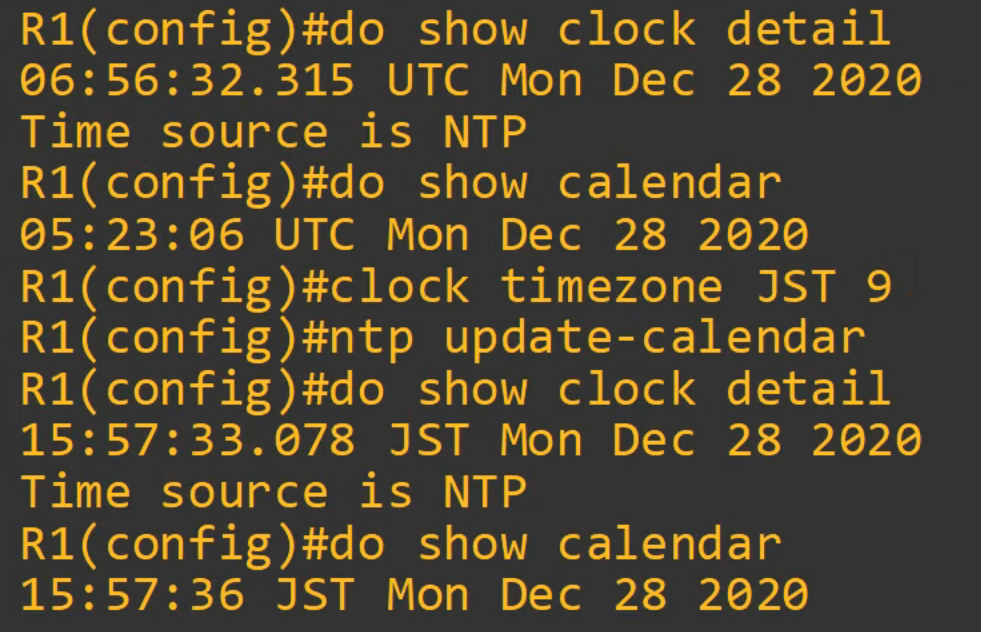 R1(config)#do show clock detail
06:56:32.315 UTC Mon Dec 28 2020
Time source is NTP
R1(config)#do show calendar
05:23:06 UTC Mon Dec 28 2020
R1(config)#clock timezone JST 9
R1(config)#ntp update-calendar
R1(config)#do show clock detail
15:57:33.078 JST Mon Dec 28 2020
Time source is NTP
R1(config)#do show calendar
15:57:36 JST Mon Dec 28 2020